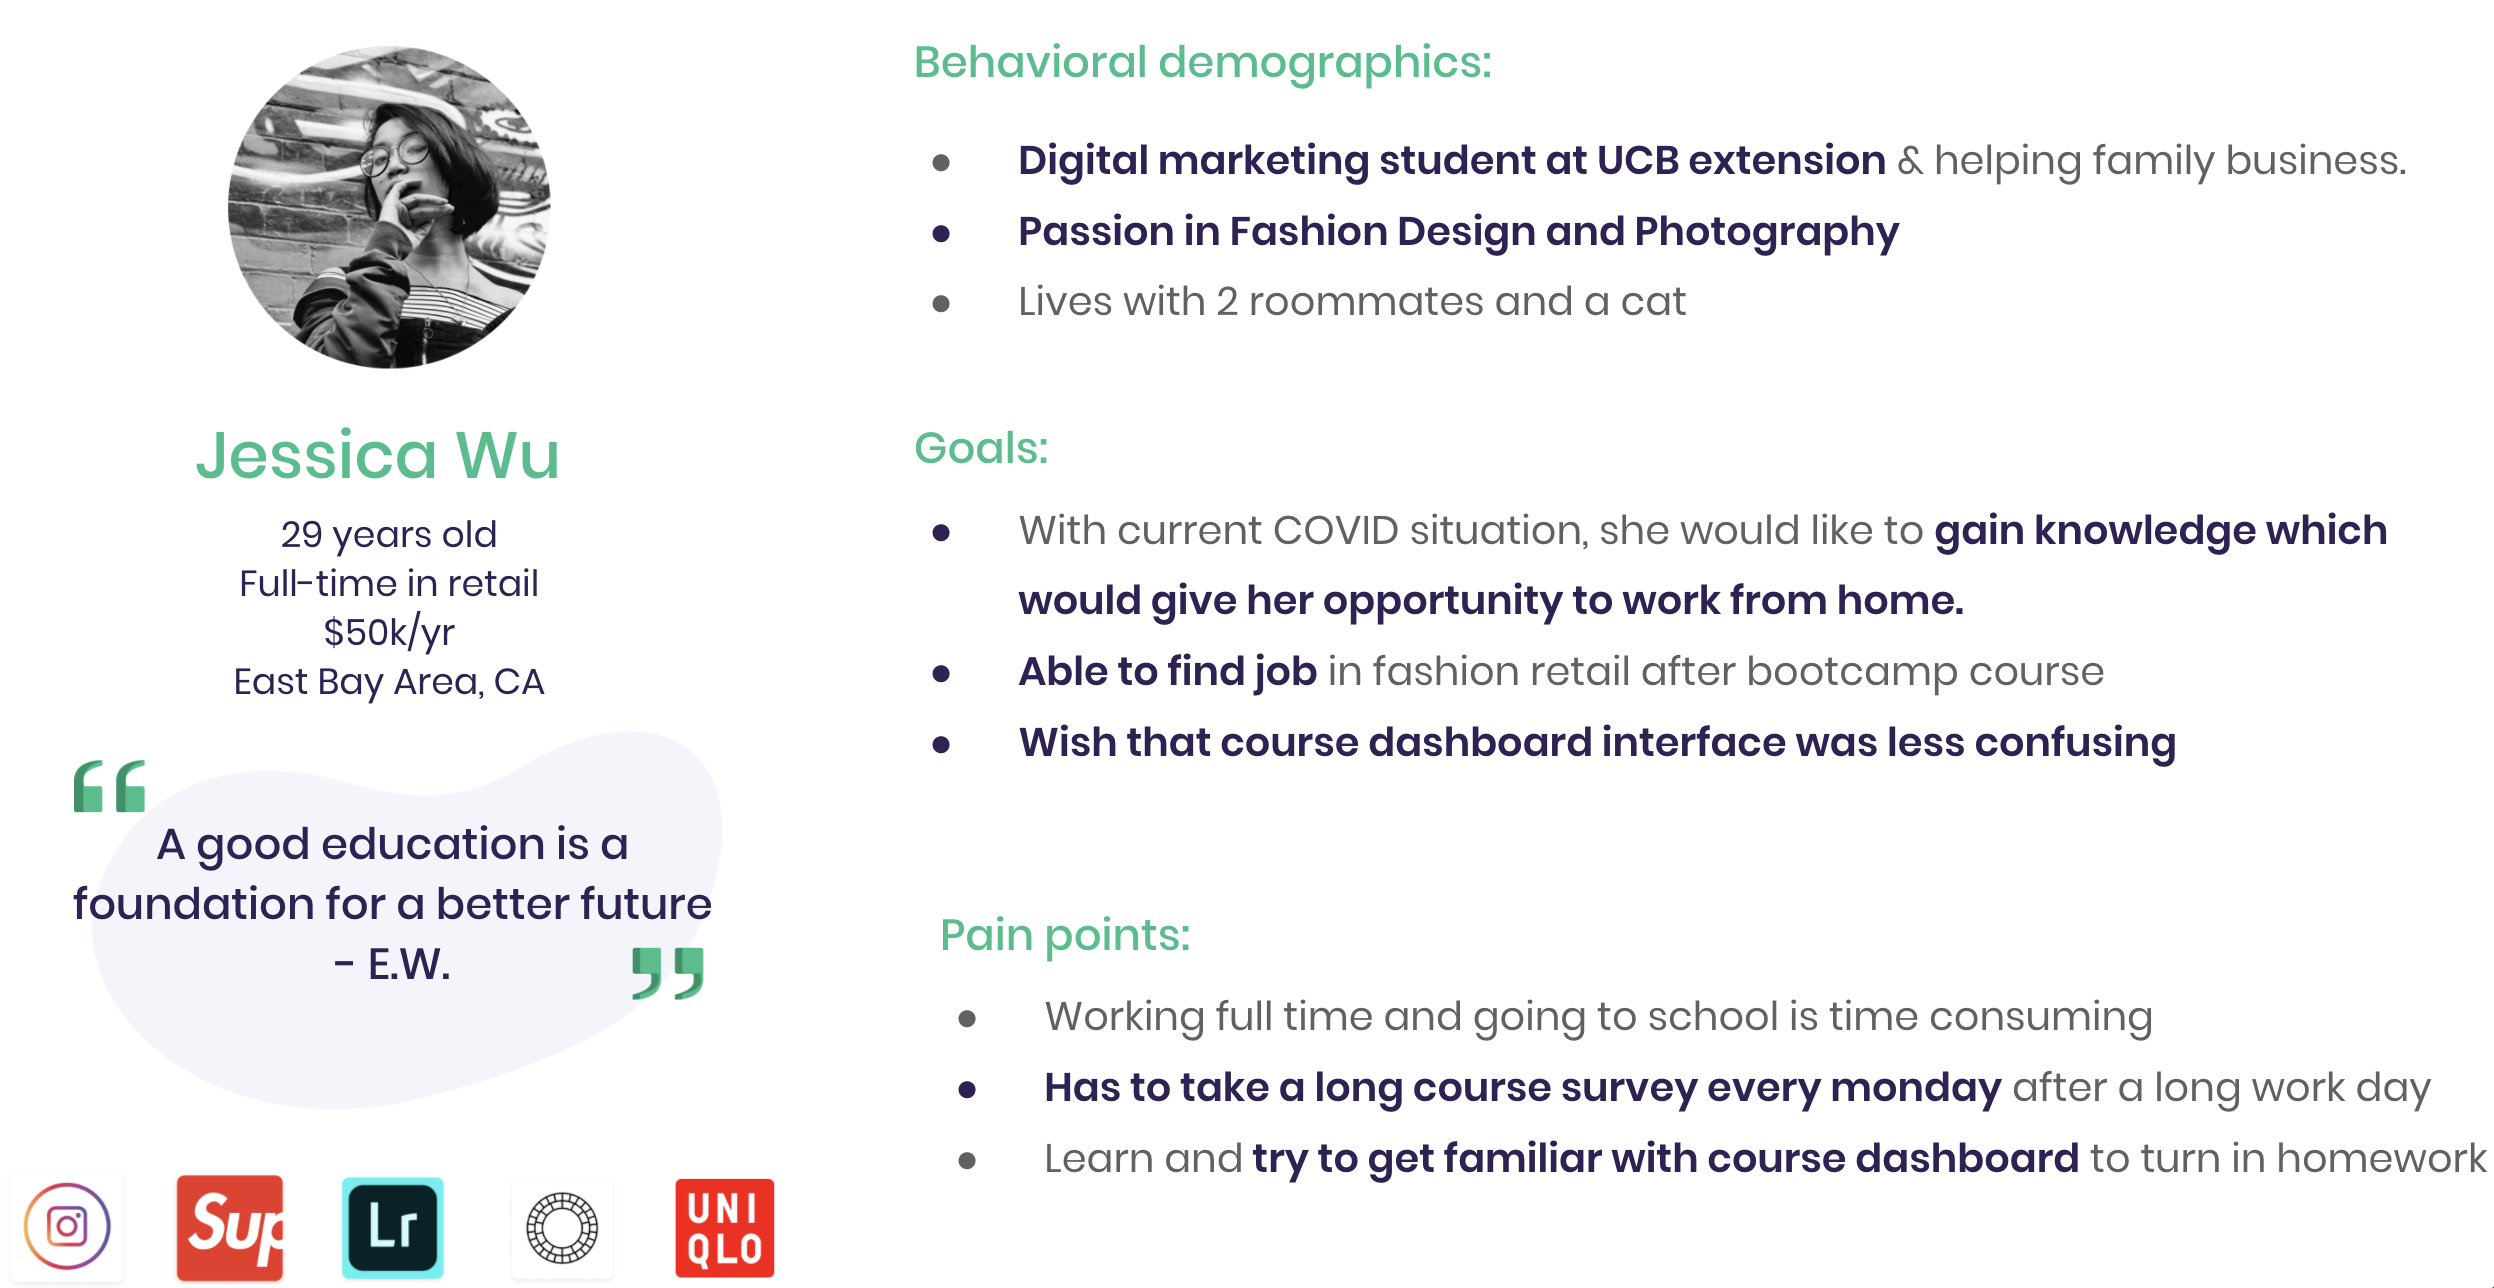 Jessica Wu
29 years old
Full-time in retail
$50k/yr
East Bay Area, CA
“
A good education is a
foundation for a better future
- E.W.
”
Sup
Lr
UNI
QLO
Behavioral demographics:
● Digital marketing student at UCB extension & helping family business.
● Passion in Fashion Design and Photography
● Lives with 2 roommates and a cat
Goals:
● With current COVID situation, she would like to gain knowledge which
would give her opportunity to work from home.
● Able to find job in fashion retail after bootcamp course
● Wish that course dashboard interface was less confusing
Pain points:
● Working full time and going to school is time consuming
● Has to take a long course survey every monday after a long work day
● Learn and try to get familiar with course dashboard to turn in homework